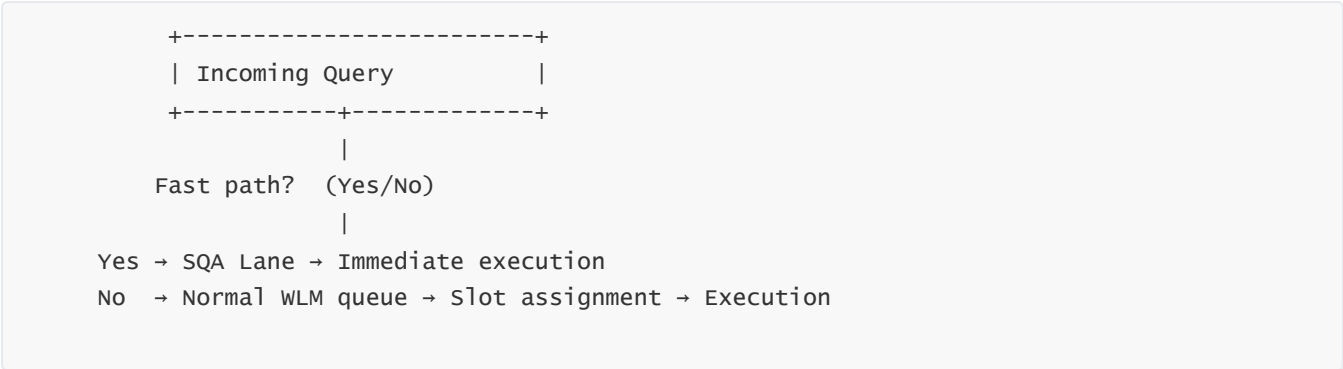 +-------------------------+
| Incoming Query          |
+-----------+-------------+
|
Fast path?  (Yes/No)
|
Yes → SQA Lane → Immediate execution
No  → Normal WLM queue → Slot assignment → Execution